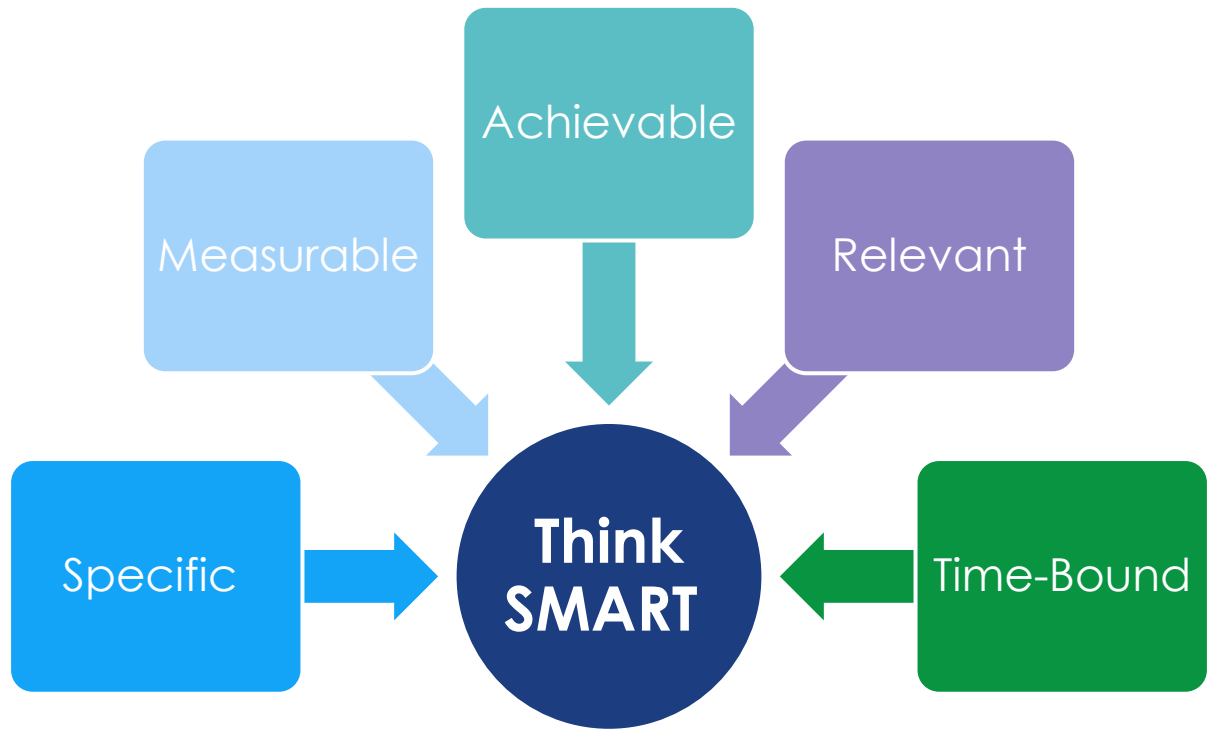 Achievable
Measurable
Relevant
Specific
Think
SMART
Time-Bound